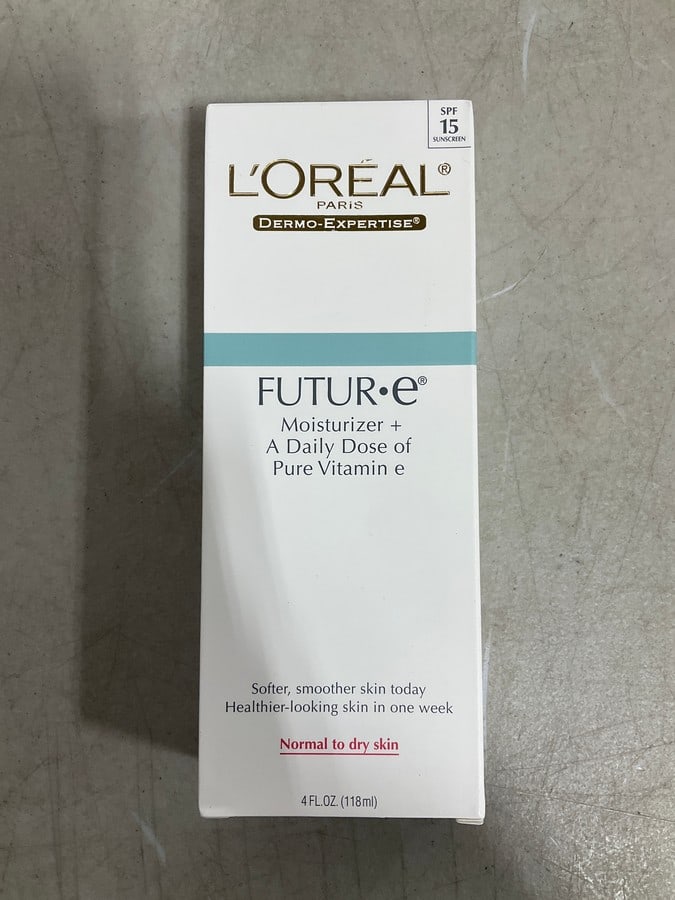 SPF
15
SUNSCREEN
L'ORÉAL®
PARIS
DERMO-EXPERTISE®
FUTUR•e®
Moisturizer +
A Daily Dose of
Pure Vitamin e
Softer, smoother skin today
Healthier-looking skin in one week
Normal to dry skin
4 FL.OZ. (118ml)